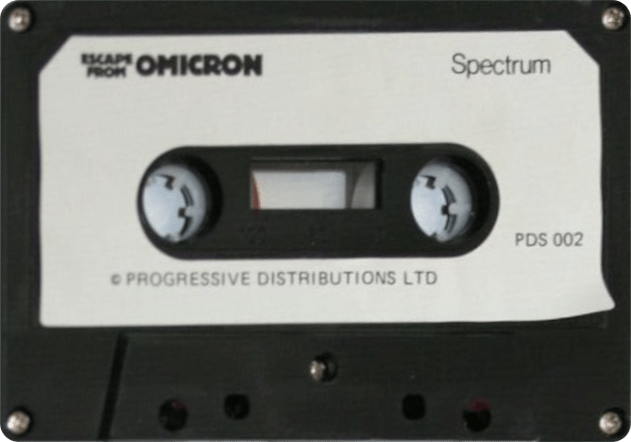 ESCAPE
FROM OMICRON
Spectrum
PDS 002
© PROGRESSIVE DISTRIBUTIONS LTD